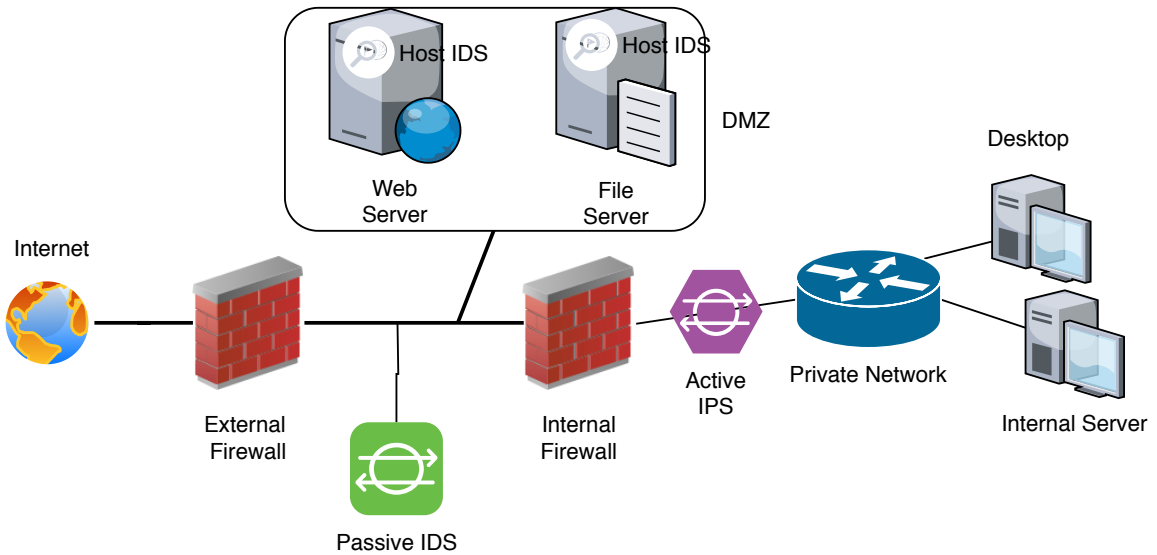 Host IDS
Host IDS
DMZ
Web
Server
File
Server
Desktop
Internet
Active
IPS
Private Network
External
Firewall
Internal
Firewall
Internal Server
Passive IDS